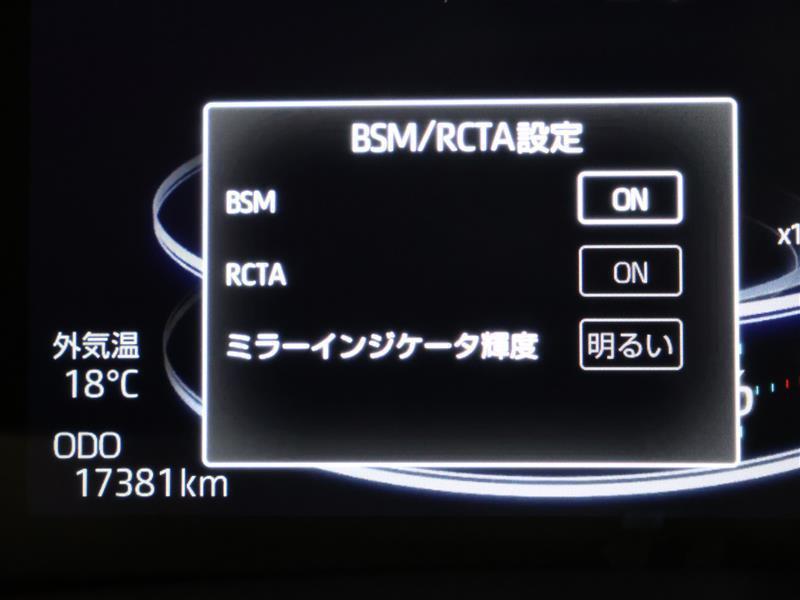 BSM/RCTA設定
BSM ON
RCTA ON
ミラーインジケータ輝度 明るい
x1
外気温
18℃
ODO
17381km